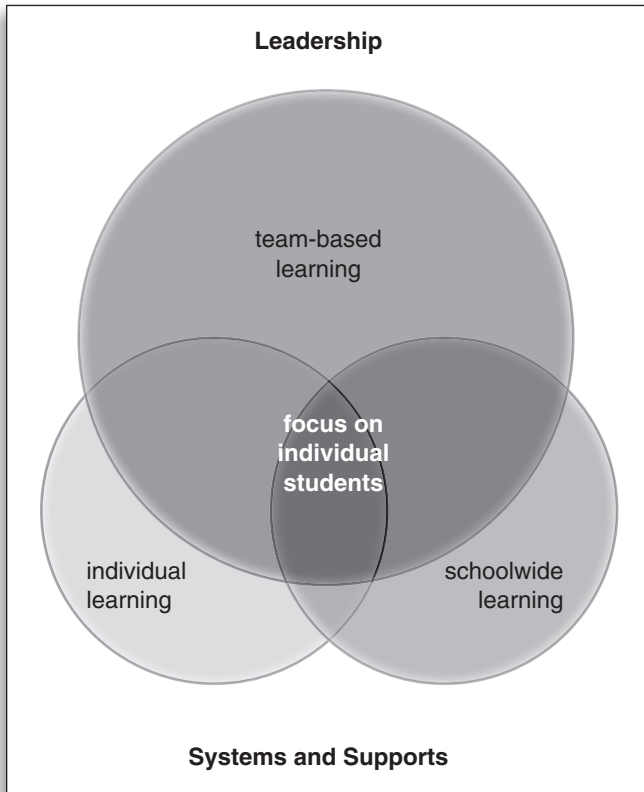 Leadership
team-based
learning
focus on
individual
students
individual
learning
schoolwide
learning
Systems and Supports